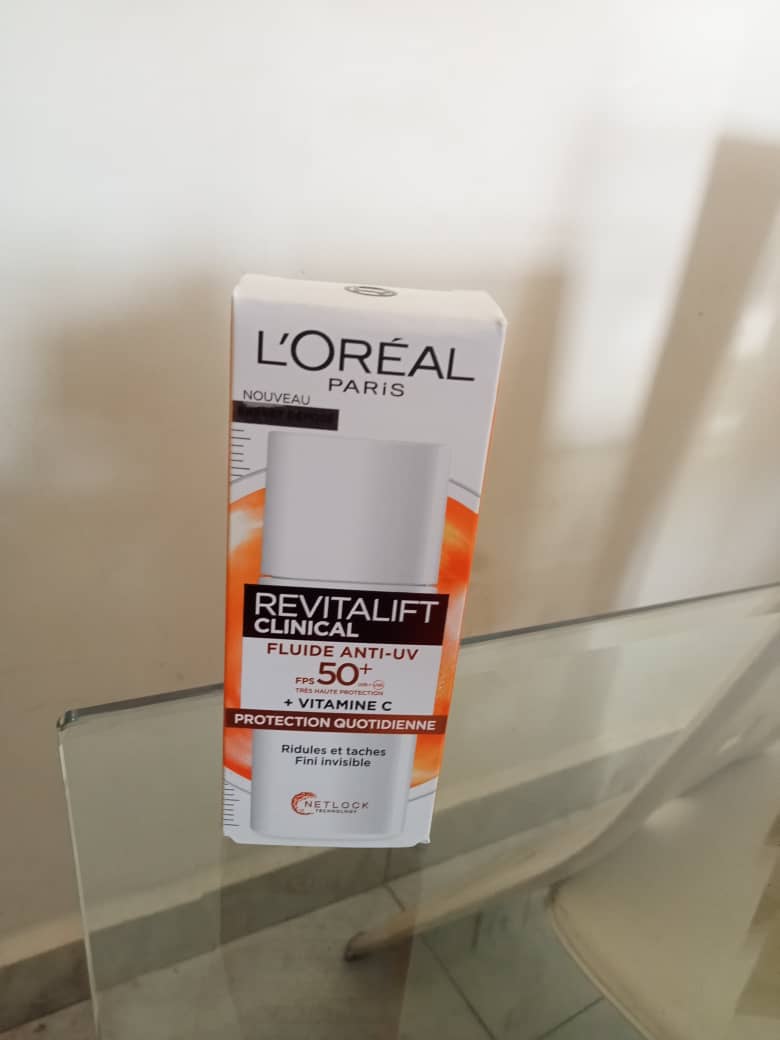 L'ORÉAL
PARiS
NOUVEAU
REVITALIFT
CLINICAL
FLUIDE ANTI-UV
FPS 50+
TRÈS HAUTE PROTECTION
+ VITAMINE C
PROTECTION QUOTIDIENNE
Ridules et taches
Fini invisible
NETLOCK
TECHNOLOGY